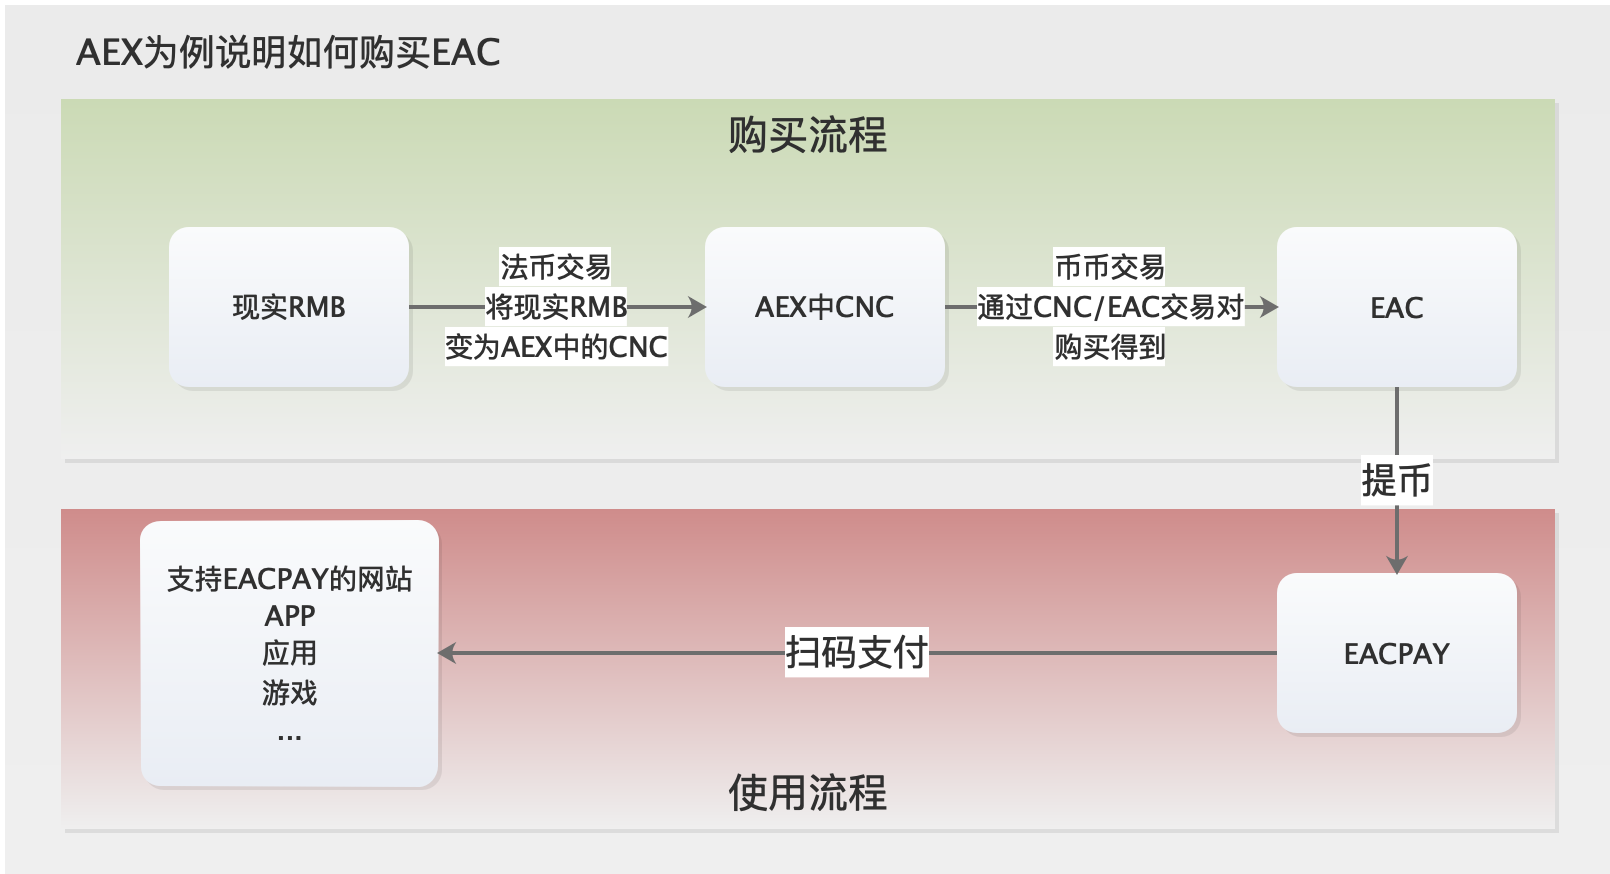 AEX为例说明如何购买EAC
购买流程
现实RMB
法币交易
将现实RMB
变为AEX中的CNC
AEX中CNC
币币交易
通过CNC/EAC交易对
购买得到
EAC
提币
支持EACPAY的网站
APP
应用
游戏
...
扫码支付
EACPAY
使用流程